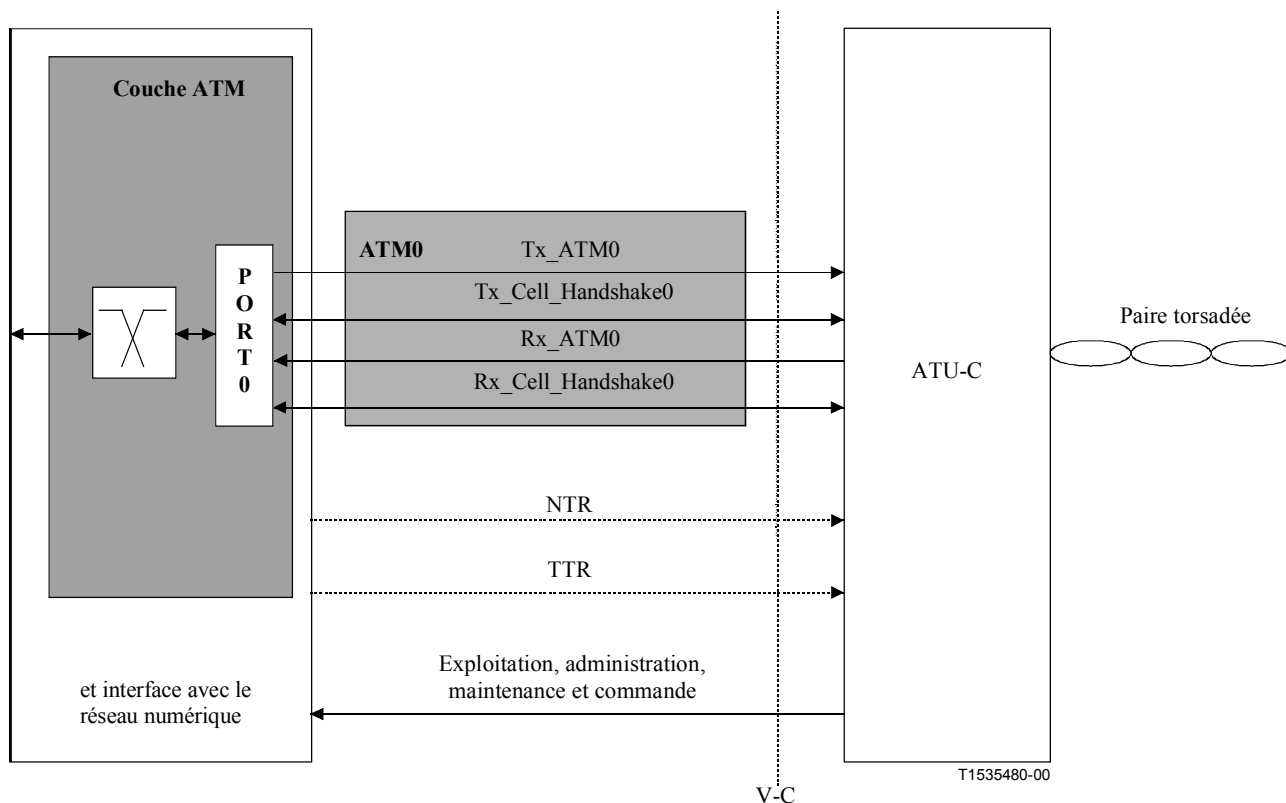 Couche ATM
ATM0
Tx_ATM0
P
O
R
T
0
Tx_Cell_Handshake0
Rx_ATM0
Rx_Cell_Handshake0
Paire torsadée
ATU-C
NTR
TTR
Exploitation, administration,
maintenance et commande
et interface avec le
réseau numérique
T1535480-00
V-C